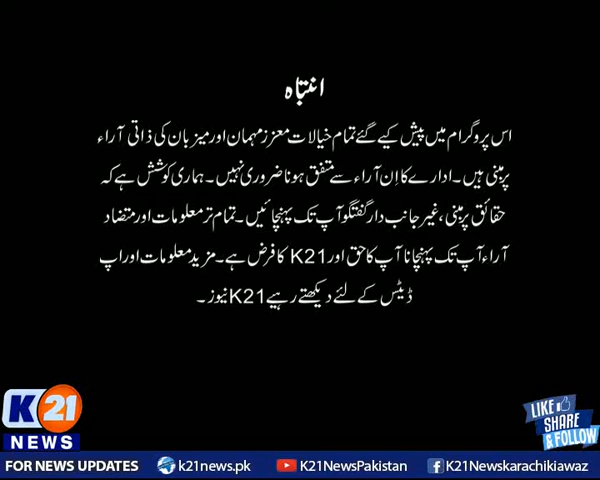 انتباہ
اس پروگرام میں پیش کیے گئے تمام خیالات معزز مہمان اور میزبان کی ذاتی آراء
پر مبنی ہیں۔ ادارے کا اِن آراء سے متفق ہونا ضروری نہیں۔ ہماری کوشش ہے کہ
حقائق پر مبنی، غیر جانب دار گفتگو آپ تک پہنچائیں۔ تمام تر معلومات اور متضاد
آراء آپ تک پہنچانا آپ کا حق اور K21 کا فرض ہے۔ مزید معلومات اور اپ
ڈیٹس کے لئے دیکھتے رہیے K21 نیوز۔
K21
NEWS
LIKE
SHARE
& FOLLOW
FOR NEWS UPDATES k21news.pk K21NewsPakistan K21Newskarachikiawaz